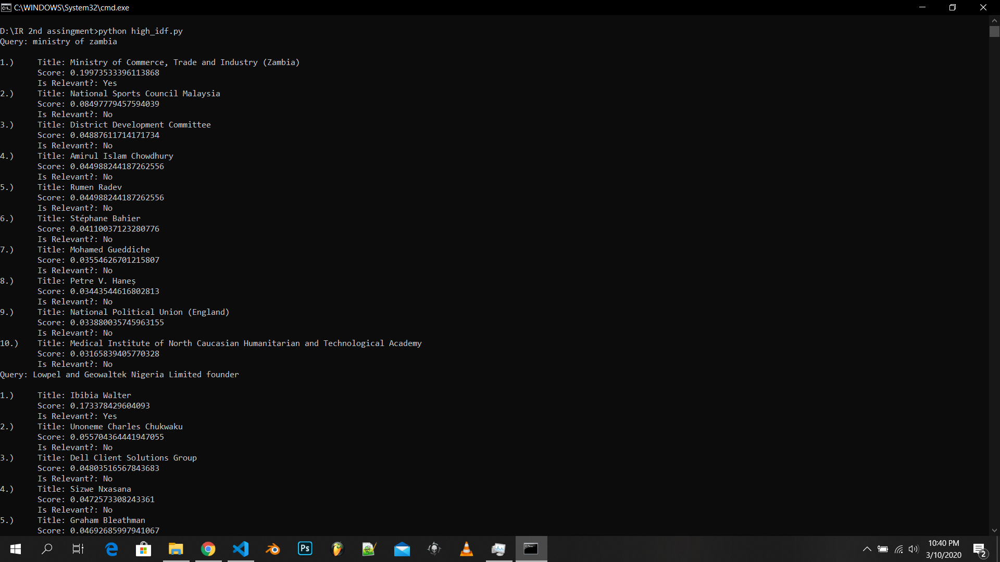 C:\WINDOWS\System32\cmd.exe
D:\IR 2nd assingment>python high_idf.py
Query: ministry of zambia
1.) Title: Ministry of Commerce, Trade and Industry (Zambia)
Score: 0.19973533396113868
Is Relevant?: Yes
2.) Title: National Sports Council Malaysia
Score: 0.08497779457594039
Is Relevant?: No
3.) Title: District Development Committee
Score: 0.04887611714171734
Is Relevant?: No
4.) Title: Amirul Islam Chowdhury
Score: 0.044988244187262556
Is Relevant?: No
5.) Title: Rumen Radev
Score: 0.044988244187262556
Is Relevant?: No
6.) Title: Stéphane Bahier
Score: 0.04110037123280776
Is Relevant?: No
7.) Title: Mohamed Gueddiche
Score: 0.03554626701215807
Is Relevant?: No
8.) Title: Petre V. Haneș
Score: 0.03443544616802813
Is Relevant?: No
9.) Title: National Political Union (England)
Score: 0.033880035745963155
Is Relevant?: No
10.) Title: Medical Institute of North Caucasian Humanitarian and Technological Academy
Score: 0.03165839405770328
Is Relevant?: No
Query: Lowpel and Geowaltek Nigeria Limited founder
1.) Title: Ibibia Walter
Score: 0.173378429604093
Is Relevant?: Yes
2.) Title: Unoneme Charles Chukwaku
Score: 0.055704364441947055
Is Relevant?: No
3.) Title: Dell Client Solutions Group
Score: 0.04803516567843683
Is Relevant?: No
4.) Title: Sizwe Nxasana
Score: 0.0472573308243361
Is Relevant?: No
5.) Title: Graham Bleathman
Score: 0.04692685997941067
Ps
10:40 PM
3/10/2020
2